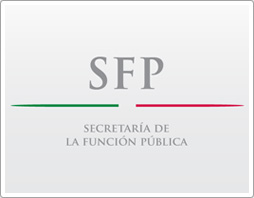 SFP
SECRETARÍA DE
LA FUNCIÓN PÚBLICA